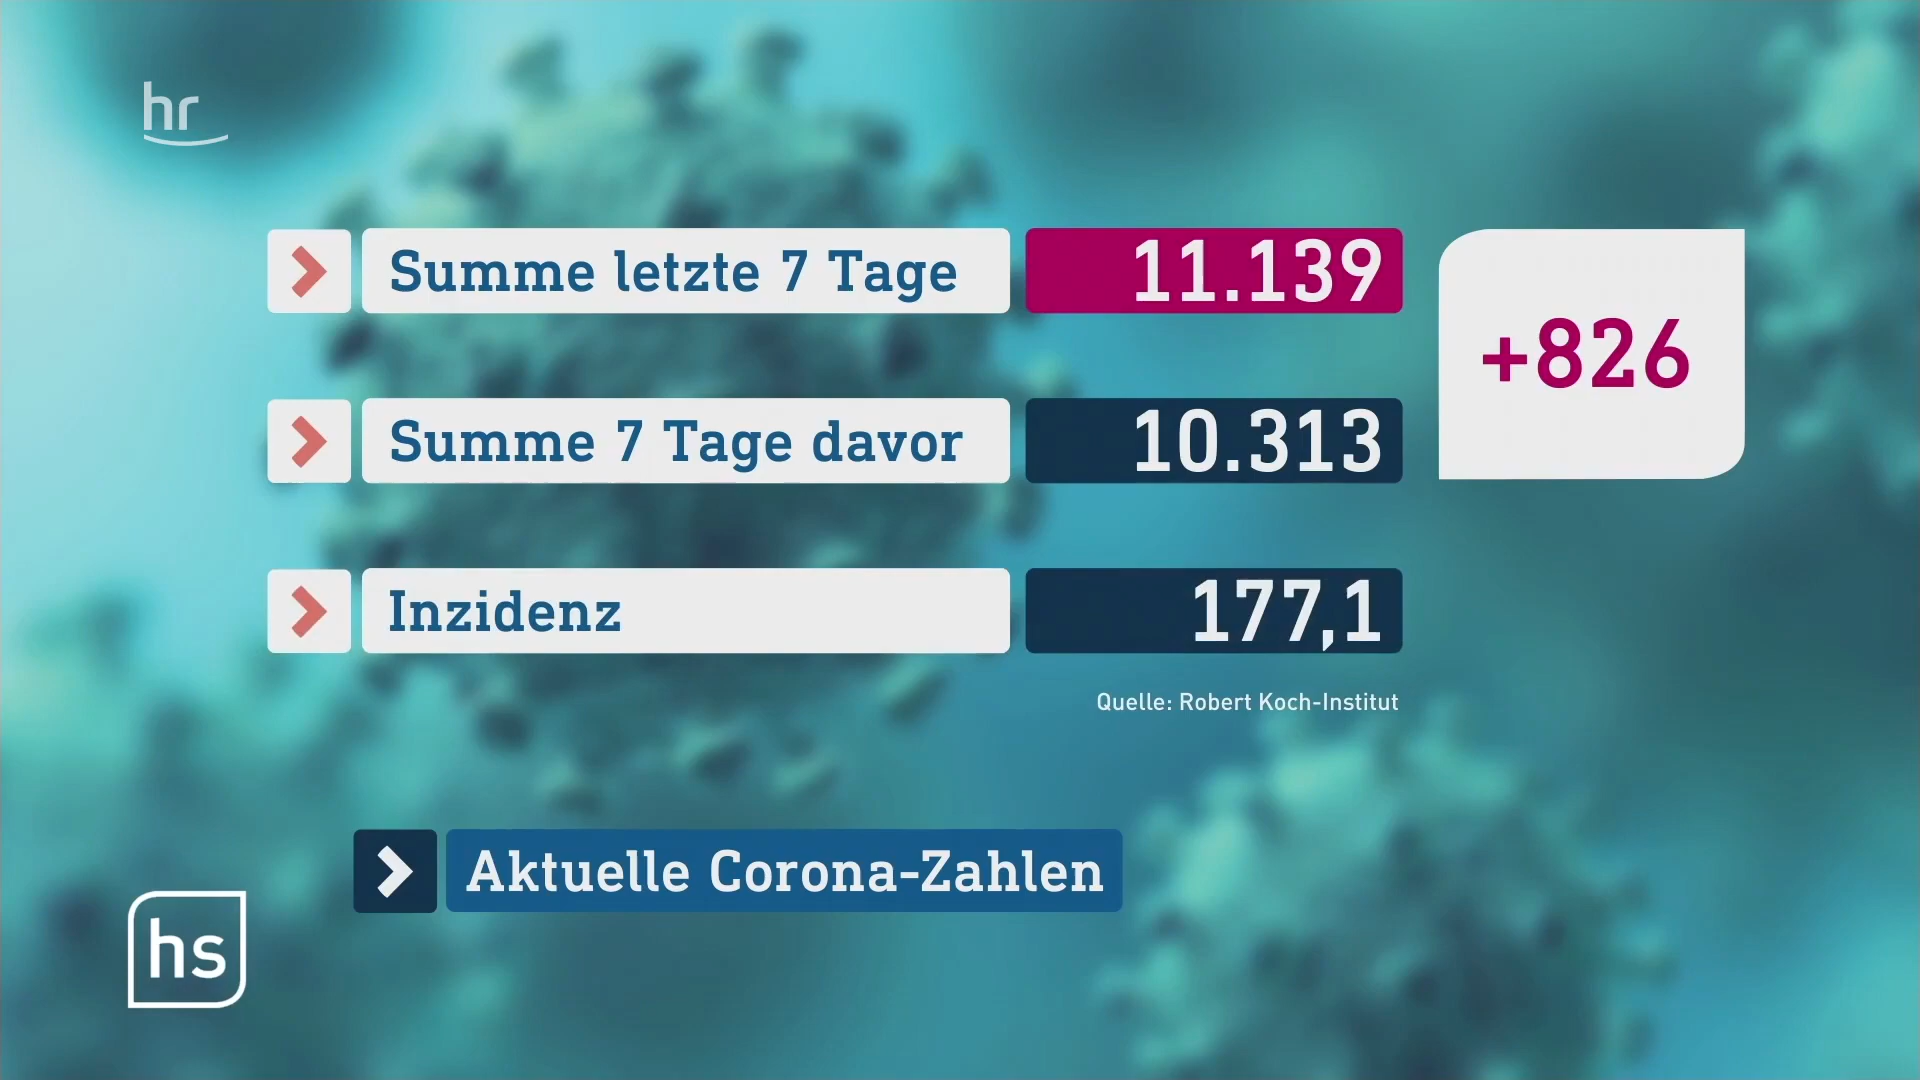 hr
Summe letzte 7 Tage 11.139
+826
Summe 7 Tage davor 10.313
Inzidenz 177,1
Quelle: Robert Koch-Institut
Aktuelle Corona-Zahlen
hs